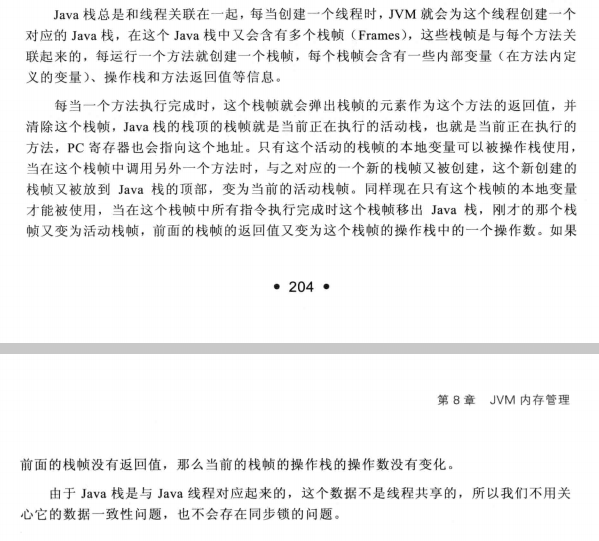 Java 栈总是和线程关联在一起，每当创建一个线程时，JVM 就会为这个线程创建一个
对应的 Java 栈，在这个 Java 栈中又会含有多个栈帧（Frames），这些栈帧是与每个方法关
联起来的，每运行一个方法就创建一个栈帧，每个栈帧会含有一些内部变量（在方法内定
义的变量）、操作栈和方法返回值等信息。
每当一个方法执行完成时，这个栈帧就会弹出栈帧的元素作为这个方法的返回值，并
清除这个栈帧，Java 栈的栈顶的栈帧就是当前正在执行的活动栈，也就是当前正在执行的
方法，PC 寄存器也会指向这个地址。只有这个活动的栈帧的本地变量可以被操作栈使用，
当在这个栈帧中调用另外一个方法时，与之对应的一个新的栈帧又被创建，这个新创建的
栈帧又被放到 Java 栈的顶部，变为当前的活动栈帧。同样现在只有这个栈帧的本地变量
才能被使用，当在这个栈帧中所有指令执行完成时这个栈帧移出 Java 栈，刚才的那个栈
帧又变为活动栈帧，前面的栈帧的返回值又变为这个栈帧的操作栈中的一个操作数。如果
• 204 •
第 8 章 JVM 内存管理
前面的栈帧没有返回值，那么当前的栈帧的操作栈的操作数没有变化。
由于 Java 栈是与 Java 线程对应起来的，这个数据不是线程共享的，所以我们不用关
心它的数据一致性问题，也不会存在同步锁的问题。